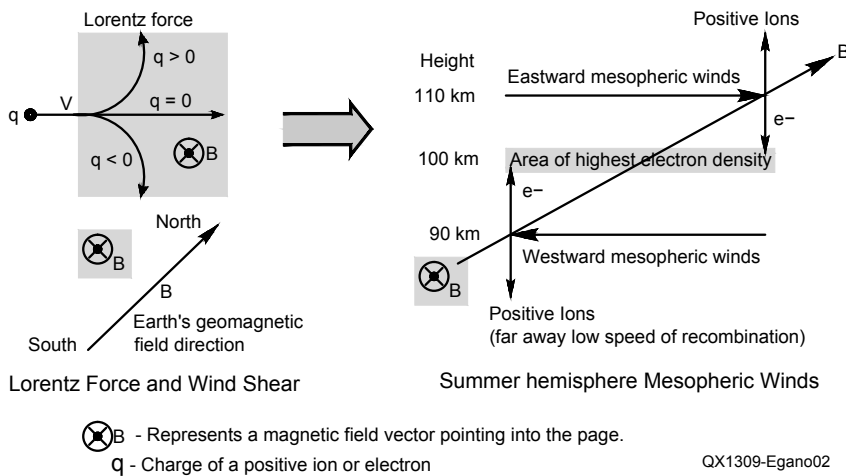 Lorentz force
q > 0
V
q
q = 0
q < 0
B
North
B
B
Earth's geomagnetic
field direction
South
Lorentz Force and Wind Shear
Positive Ions
B
Height
Eastward mesopheric winds
110 km
e−
100 km
Area of highest electron density
e−
90 km
Westward mesopheric winds
B
Positive Ions
(far away low speed of recombination)
Summer hemisphere Mesopheric Winds
B - Represents a magnetic field vector pointing into the page.
q - Charge of a positive ion or electron
QX1309-Egano02